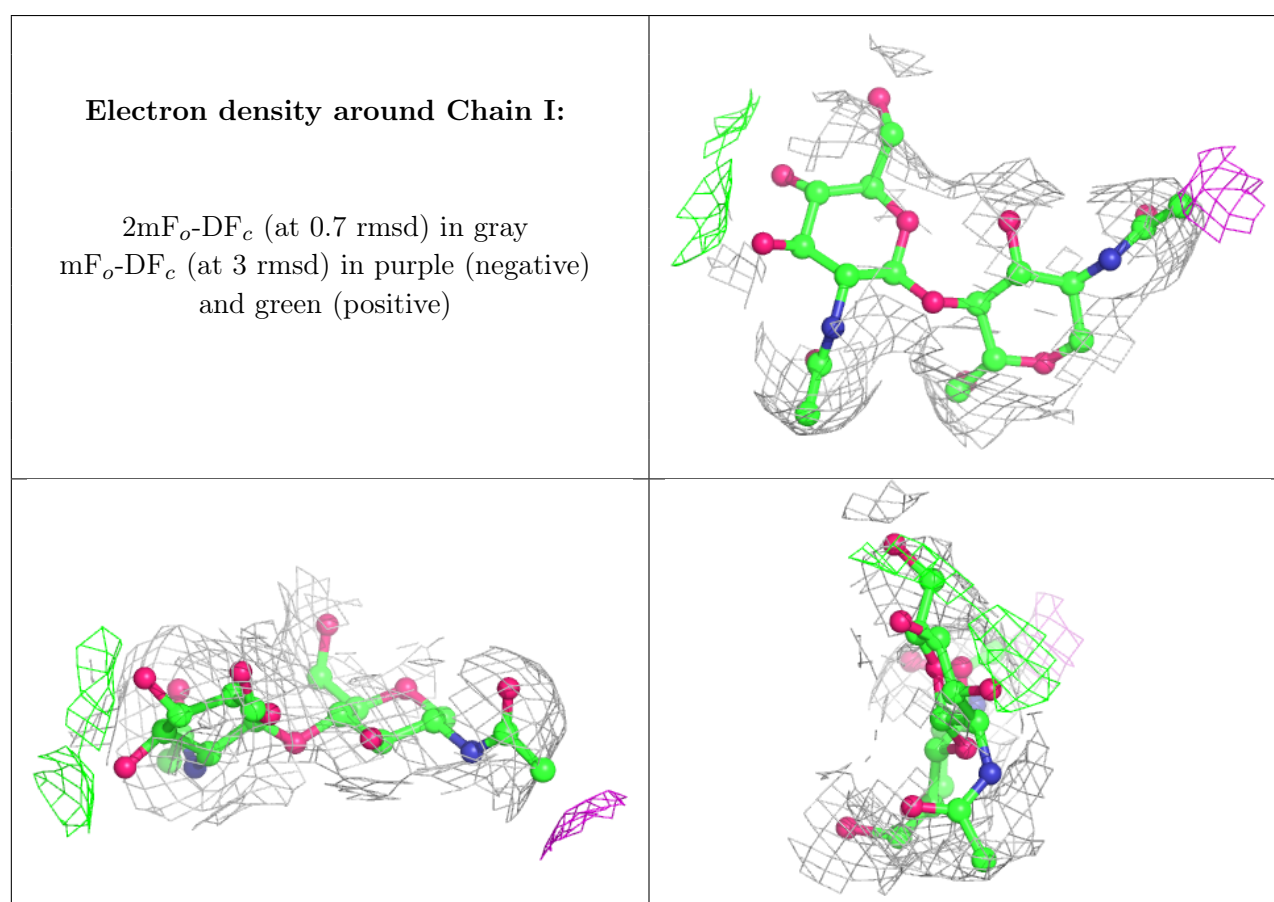 Electron density around Chain I:
2mFo-DFc (at 0.7 rmsd) in gray
mFo-DFc (at 3 rmsd) in purple (negative)
and green (positive)